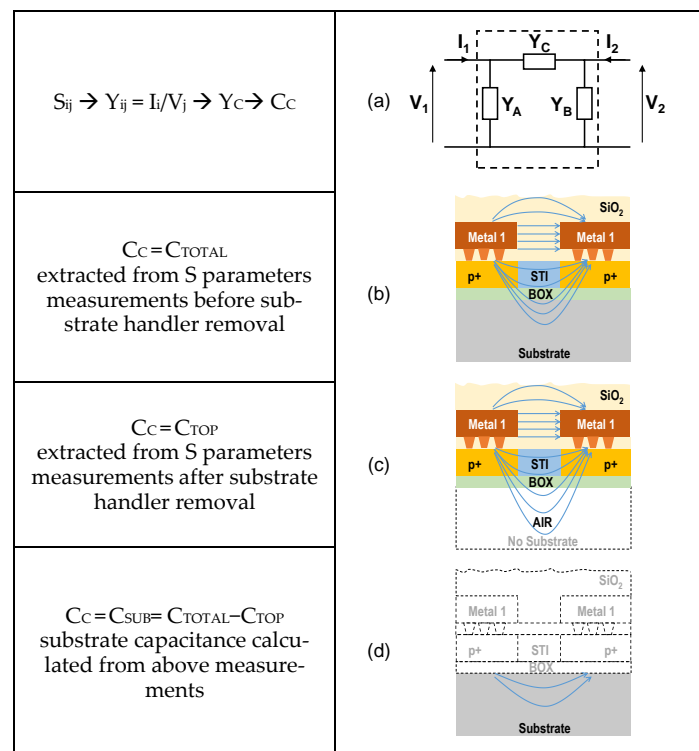 Sij → Yij = Ii/Vj → YC → CC
(a)
I1
YC
I2
V1
YA
YB
V2
CC = CTOTAL
extracted from S parameters
measurements before sub-
strate handler removal
(b)
SiO2
Metal 1
Metal 1
p+
STI
p+
BOX
Substrate
CC = CTOP
extracted from S parameters
measurements after substrate
handler removal
(c)
SiO2
Metal 1
Metal 1
p+
STI
p+
BOX
AIR
No Substrate
CC = CSUB = CTOTAL−CTOP
substrate capacitance calcu-
lated from above measure-
ments
(d)
SiO2
Metal 1
Metal 1
p+
STI
p+
BOX
Substrate